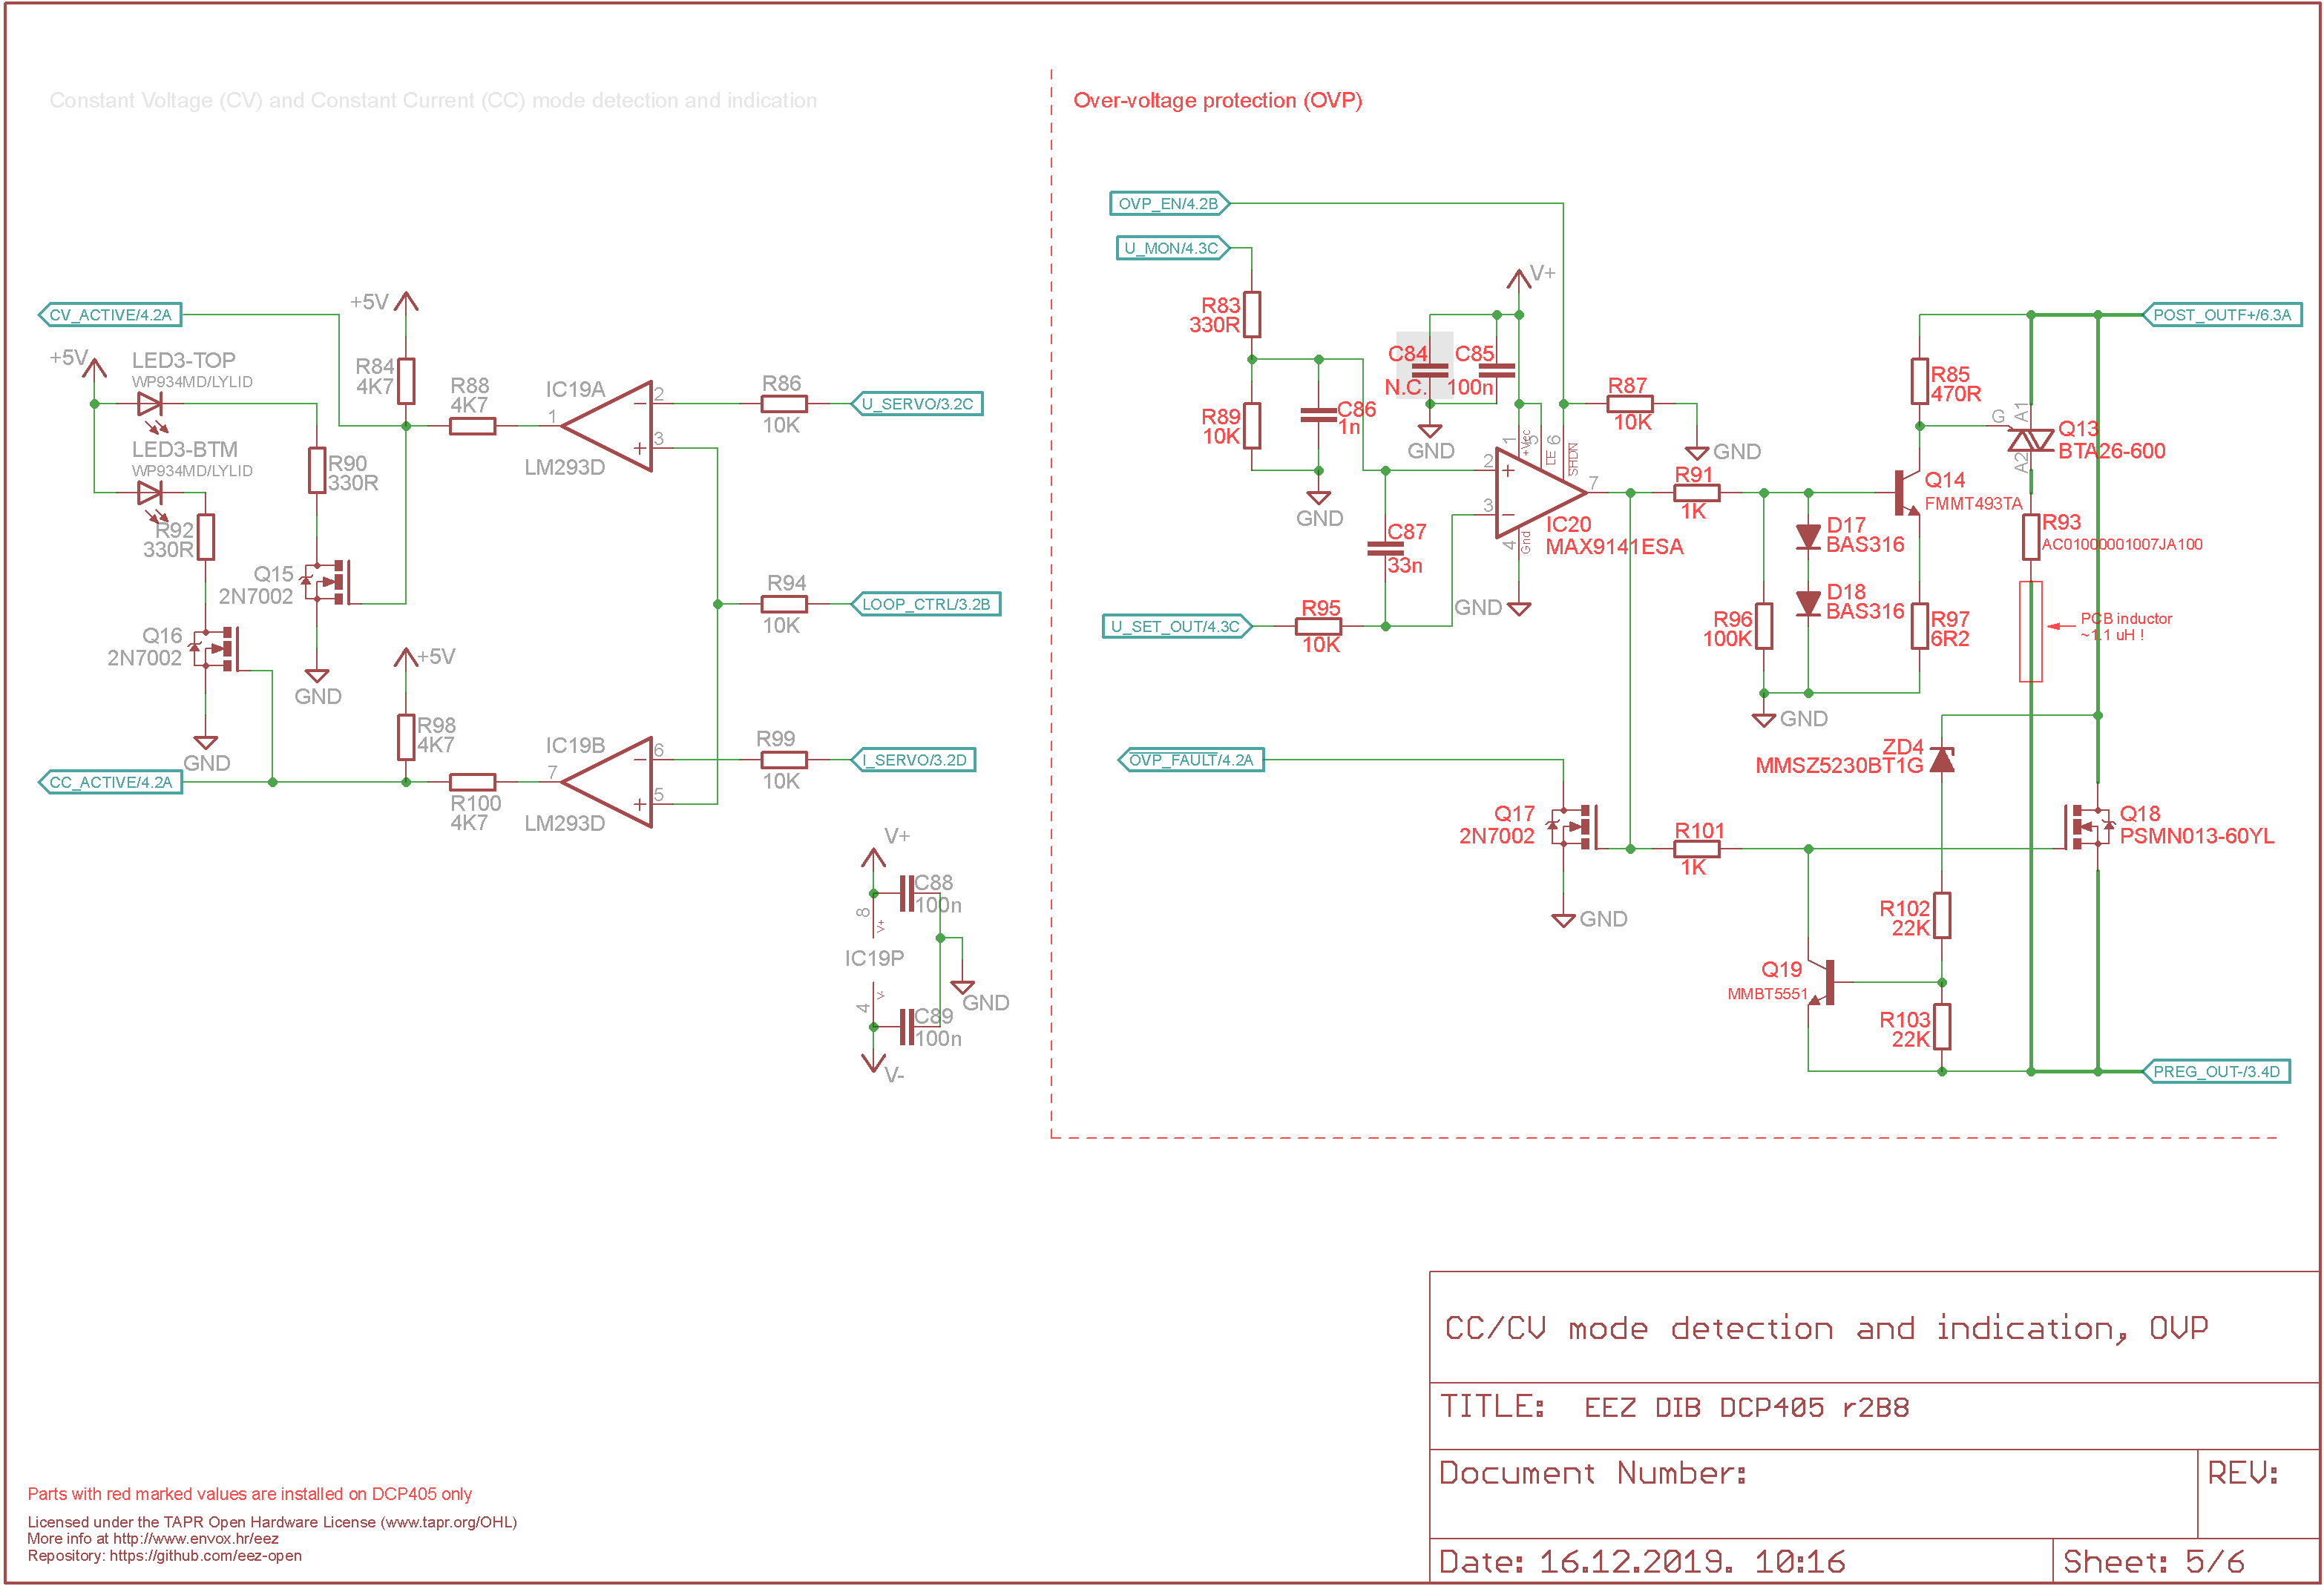 Constant Voltage (CV) and Constant Current (CC) mode detection and indication
CV_ACTIVE/4.2A
+5V
+5V
LED3-TOP
WP934MD/LYLID
R84
4K7
R88
4K7
IC19A
1
2
3
LM293D
R86
10K
U_SERVO/3.2C
LED3-BTM
WP934MD/LYLID
R90
330R
R92
330R
Q15
2N7002
Q16
2N7002
GND
GND
R94
10K
LOOP_CTRL/3.2B
+5V
R98
4K7
CC_ACTIVE/4.2A
R100
4K7
IC19B
7
6
5
LM293D
R99
10K
I_SERVO/3.2D
V+
C88
100n
8
V+
IC19P
4
V-
C89
100n
GND
V-
Over-voltage protection (OVP)
OVP_EN/4.2B
U_MON/4.3C
R83
330R
R89
10K
C86
1n
GND
V+
C84
N.C.
C85
100n
GND
R87
10K
GND
1
+Vcc
5
LE
6
SHDN
2
3
7
4
Gnd
IC20
MAX9141ESA
GND
C87
33n
U_SET_OUT/4.3C
R95
10K
R91
1K
D17
BAS316
D18
BAS316
R96
100K
GND
Q14
FMMT493TA
R97
6R2
R85
470R
POST_OUTF+/6.3A
G
A1
A2
Q13
BTA26-600
R93
AC01000001007JA100
PCB inductor
~1.1 uH !
OVP_FAULT/4.2A
Q17
2N7002
GND
R101
1K
ZD4
MMSZ5230BT1G
Q18
PSMN013-60YL
R102
22K
Q19
MMBT5551
R103
22K
PREG_OUT-/3.4D
CC/CV mode detection and indication, OVP
TITLE: EEZ DIB DCP405 r2B8
Document Number:
REV:
Date: 16.12.2019. 10:16
Sheet: 5/6
Parts with red marked values are installed on DCP405 only
Licensed under the TAPR Open Hardware License (www.tapr.org/OHL)
More info at http://www.envox.hr/eez
Repository: https://github.com/eez-open